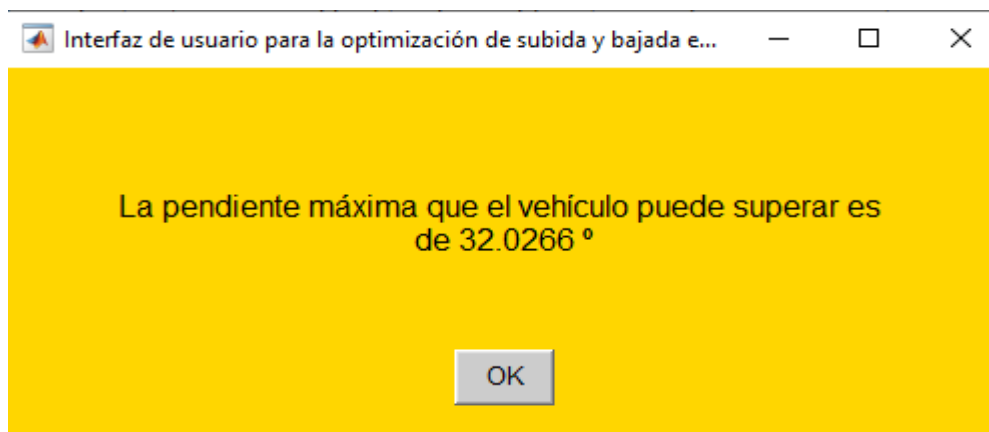 Interfaz de usuario para la optimización de subida y bajada e...
La pendiente máxima que el vehículo puede superar es
de 32.0266 º
OK